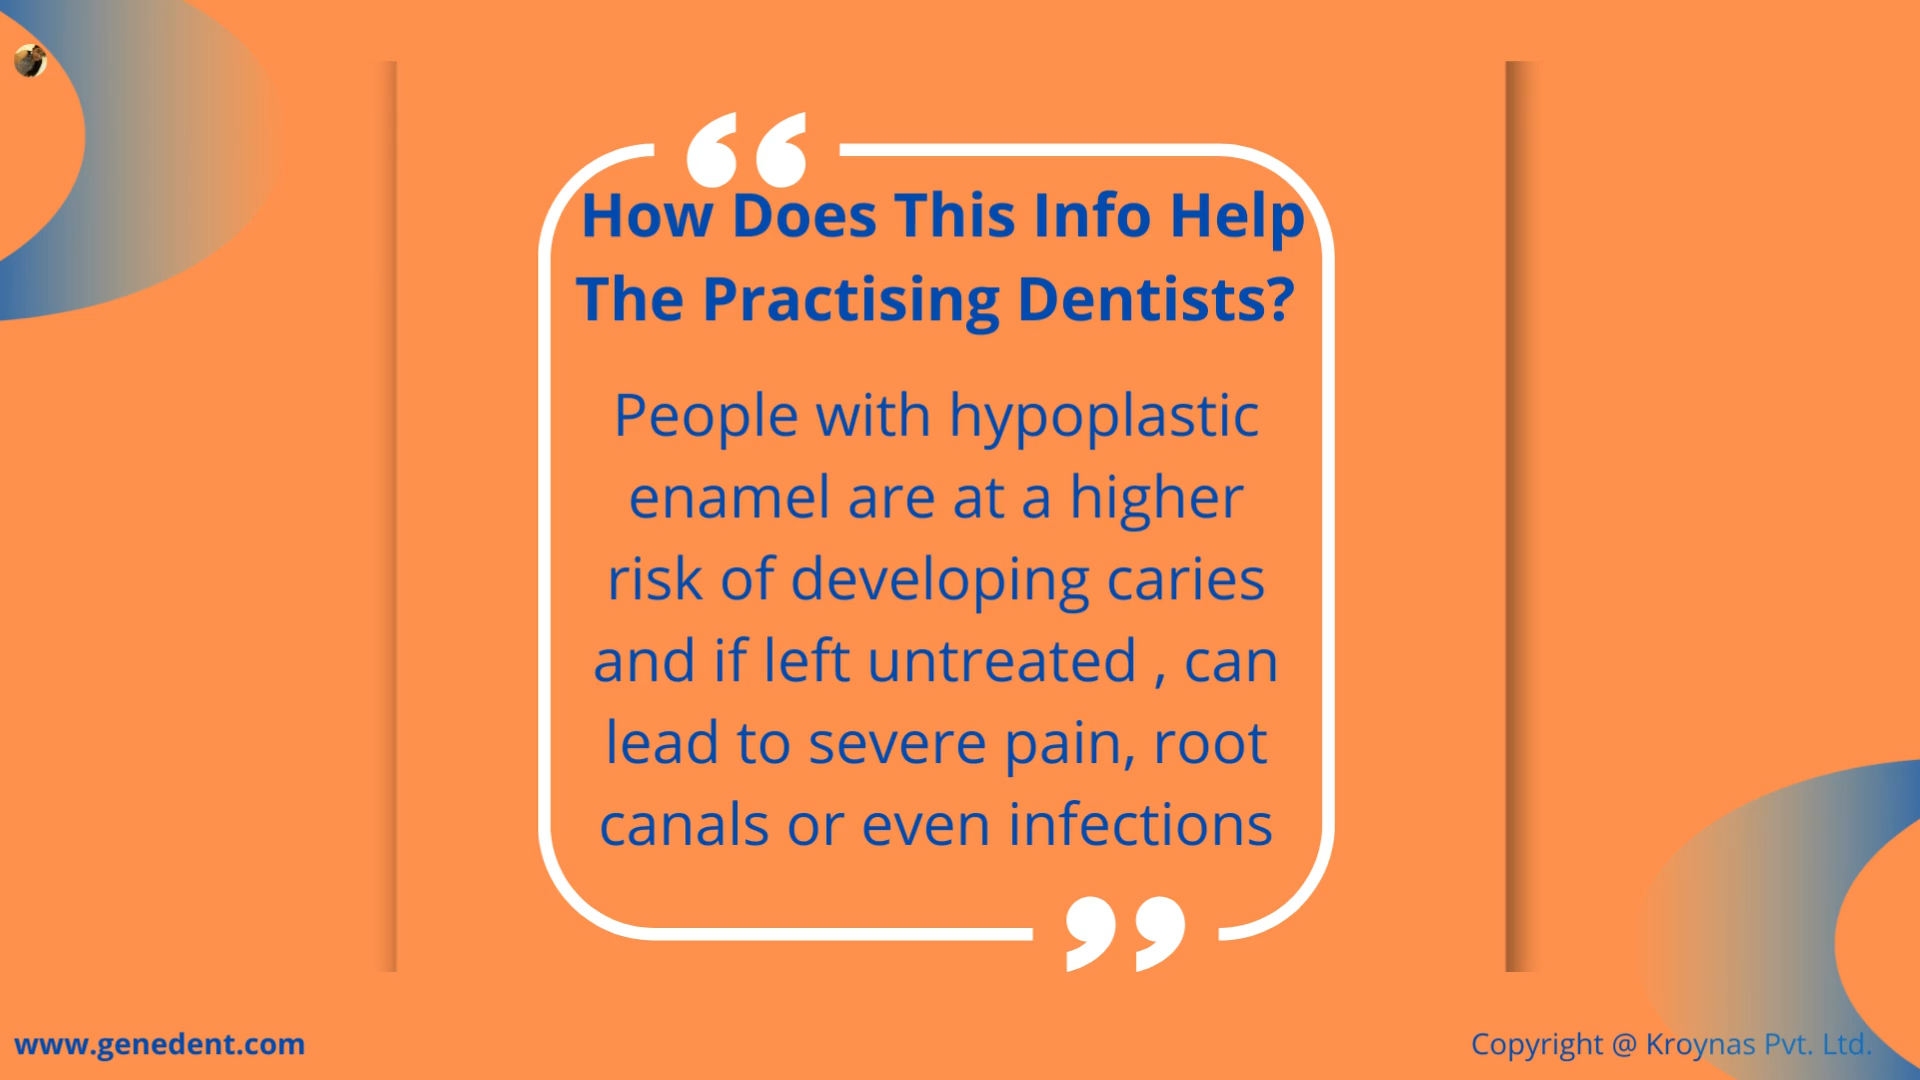 How Does This Info Help
The Practising Dentists?
People with hypoplastic
enamel are at a higher
risk of developing caries
and if left untreated , can
lead to severe pain, root
canals or even infections
www.genedent.com
Copyright @ Kroynas Pvt. Ltd.